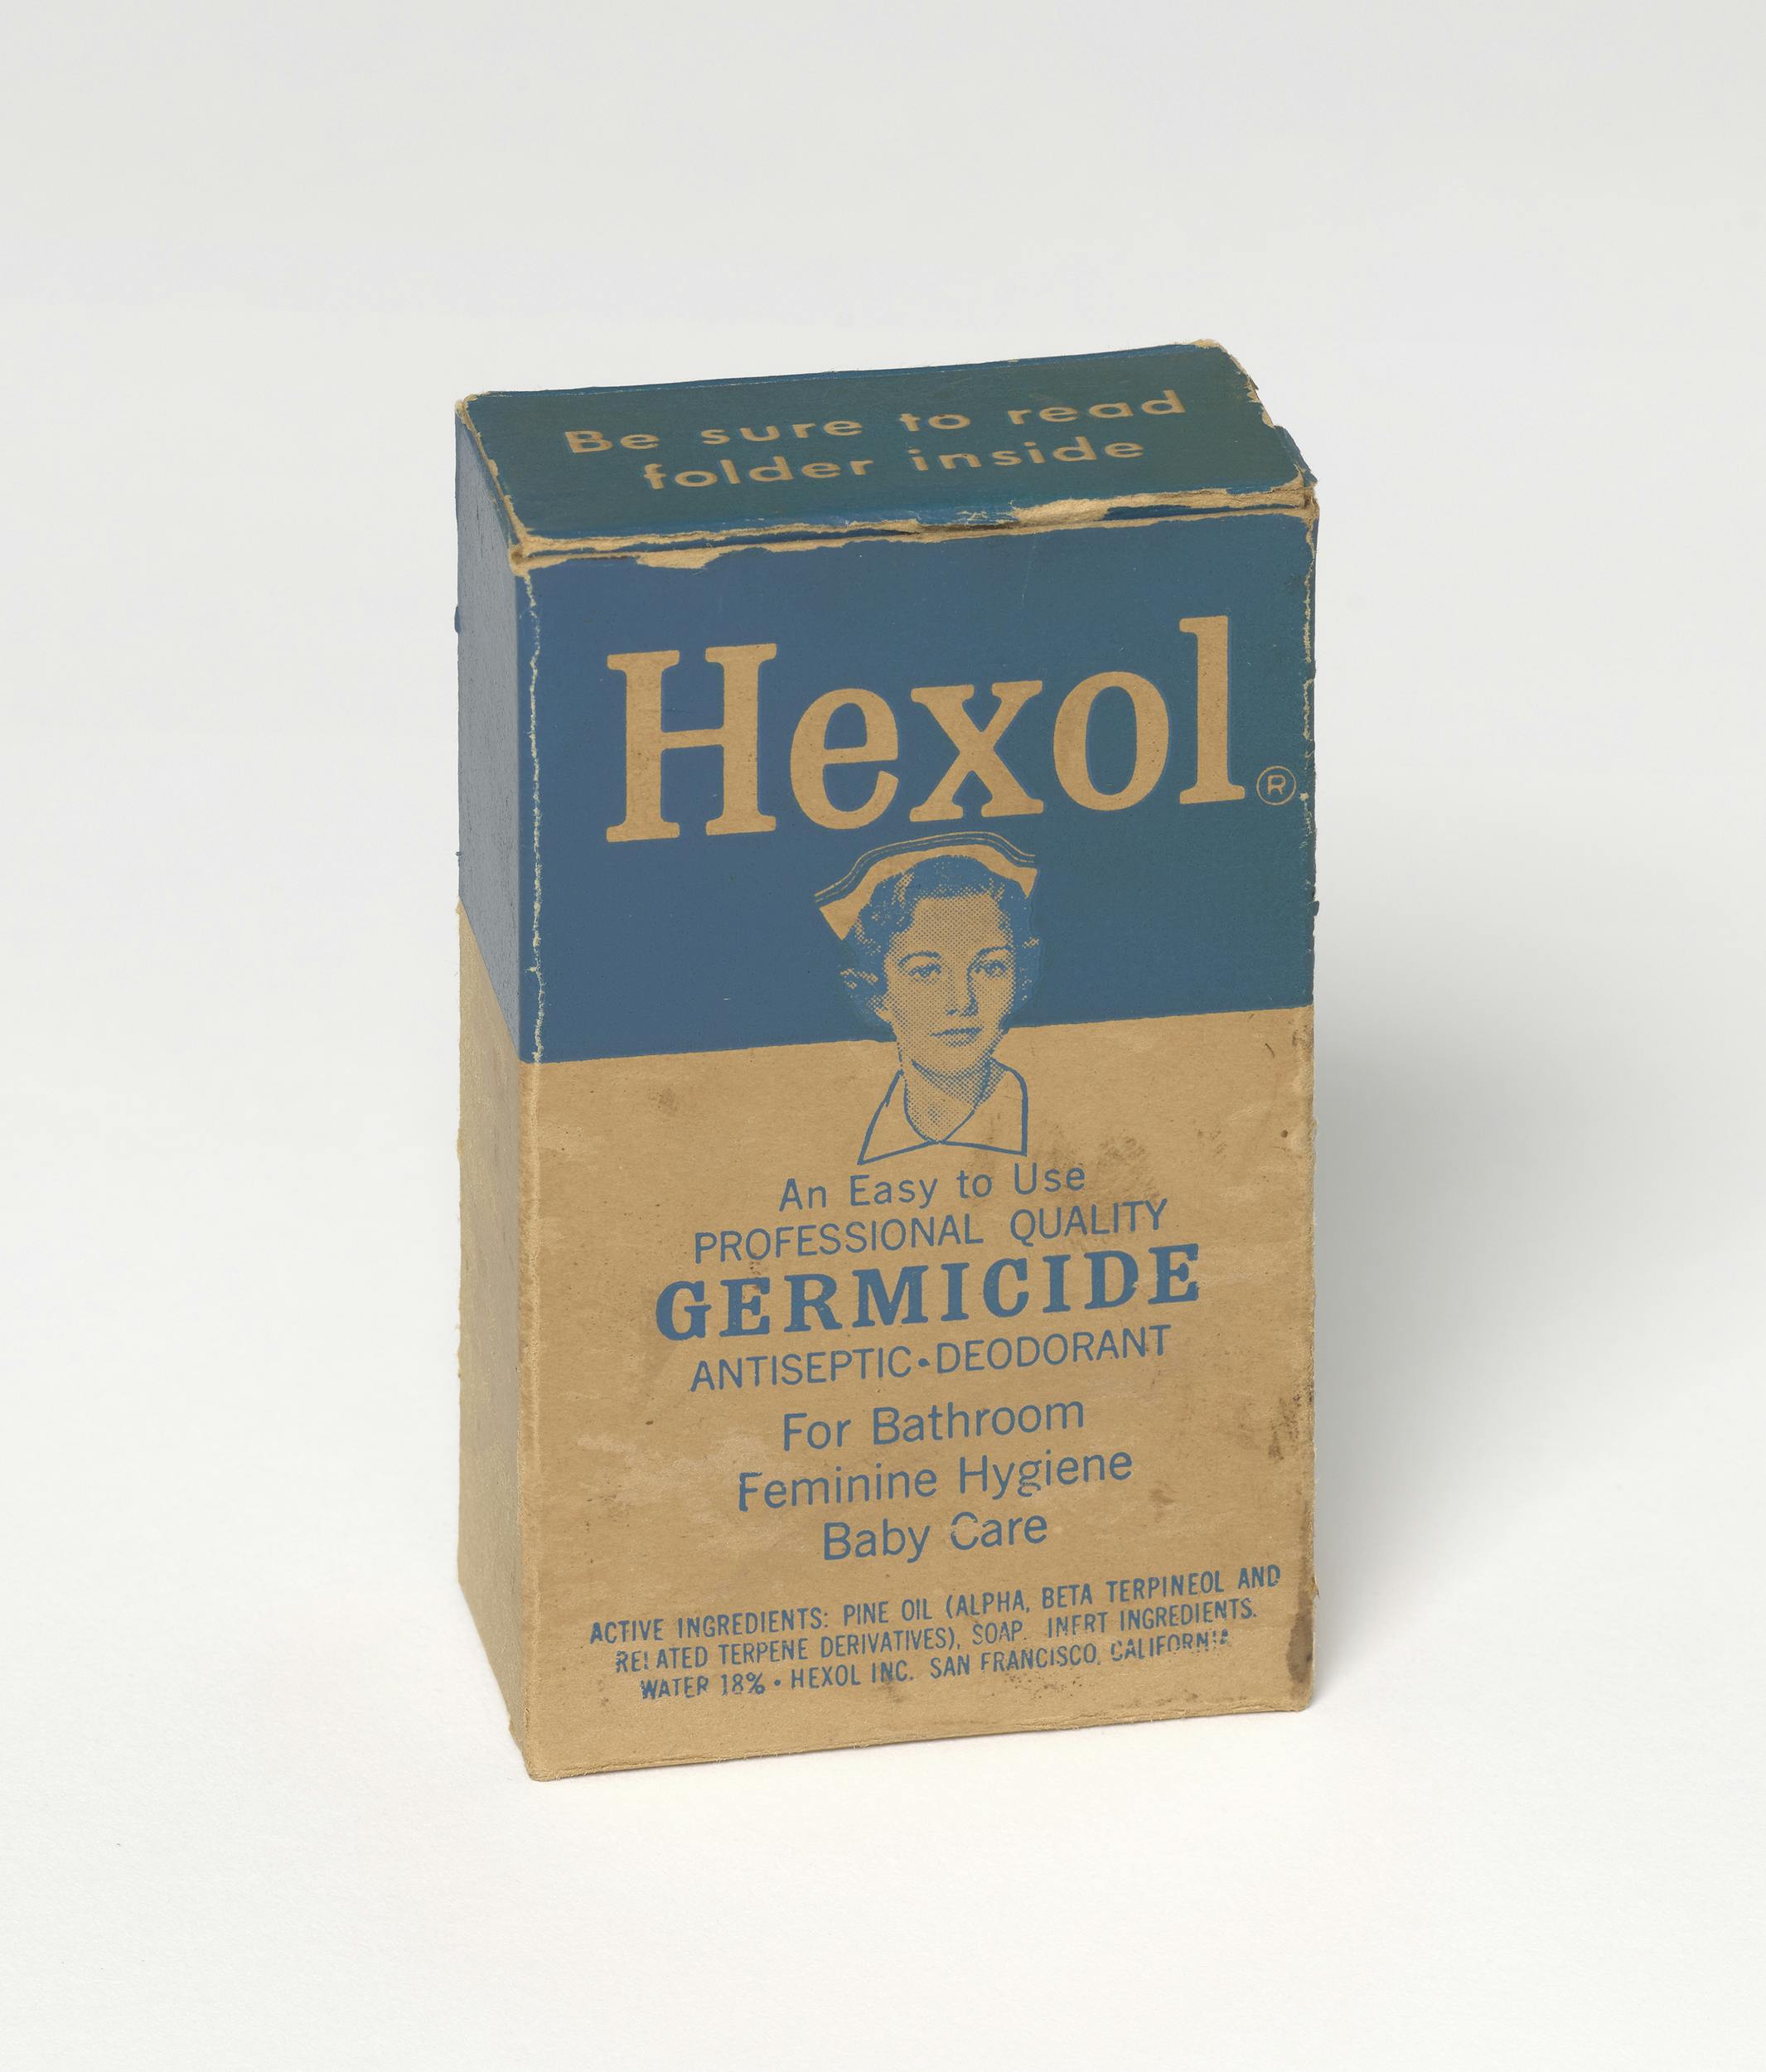 Be sure to read
folder inside
Hexol®
An Easy to Use
PROFESSIONAL QUALITY
GERMICIDE
ANTISEPTIC•DEODORANT
For Bathroom
Feminine Hygiene
Baby Care
ACTIVE INGREDIENTS: PINE OIL (ALPHA, BETA TERPINEOL AND
RELATED TERPENE DERIVATIVES), SOAP. INERT INGREDIENTS.
WATER 18% • HEXOL INC. SAN FRANCISCO, CALIFORNIA